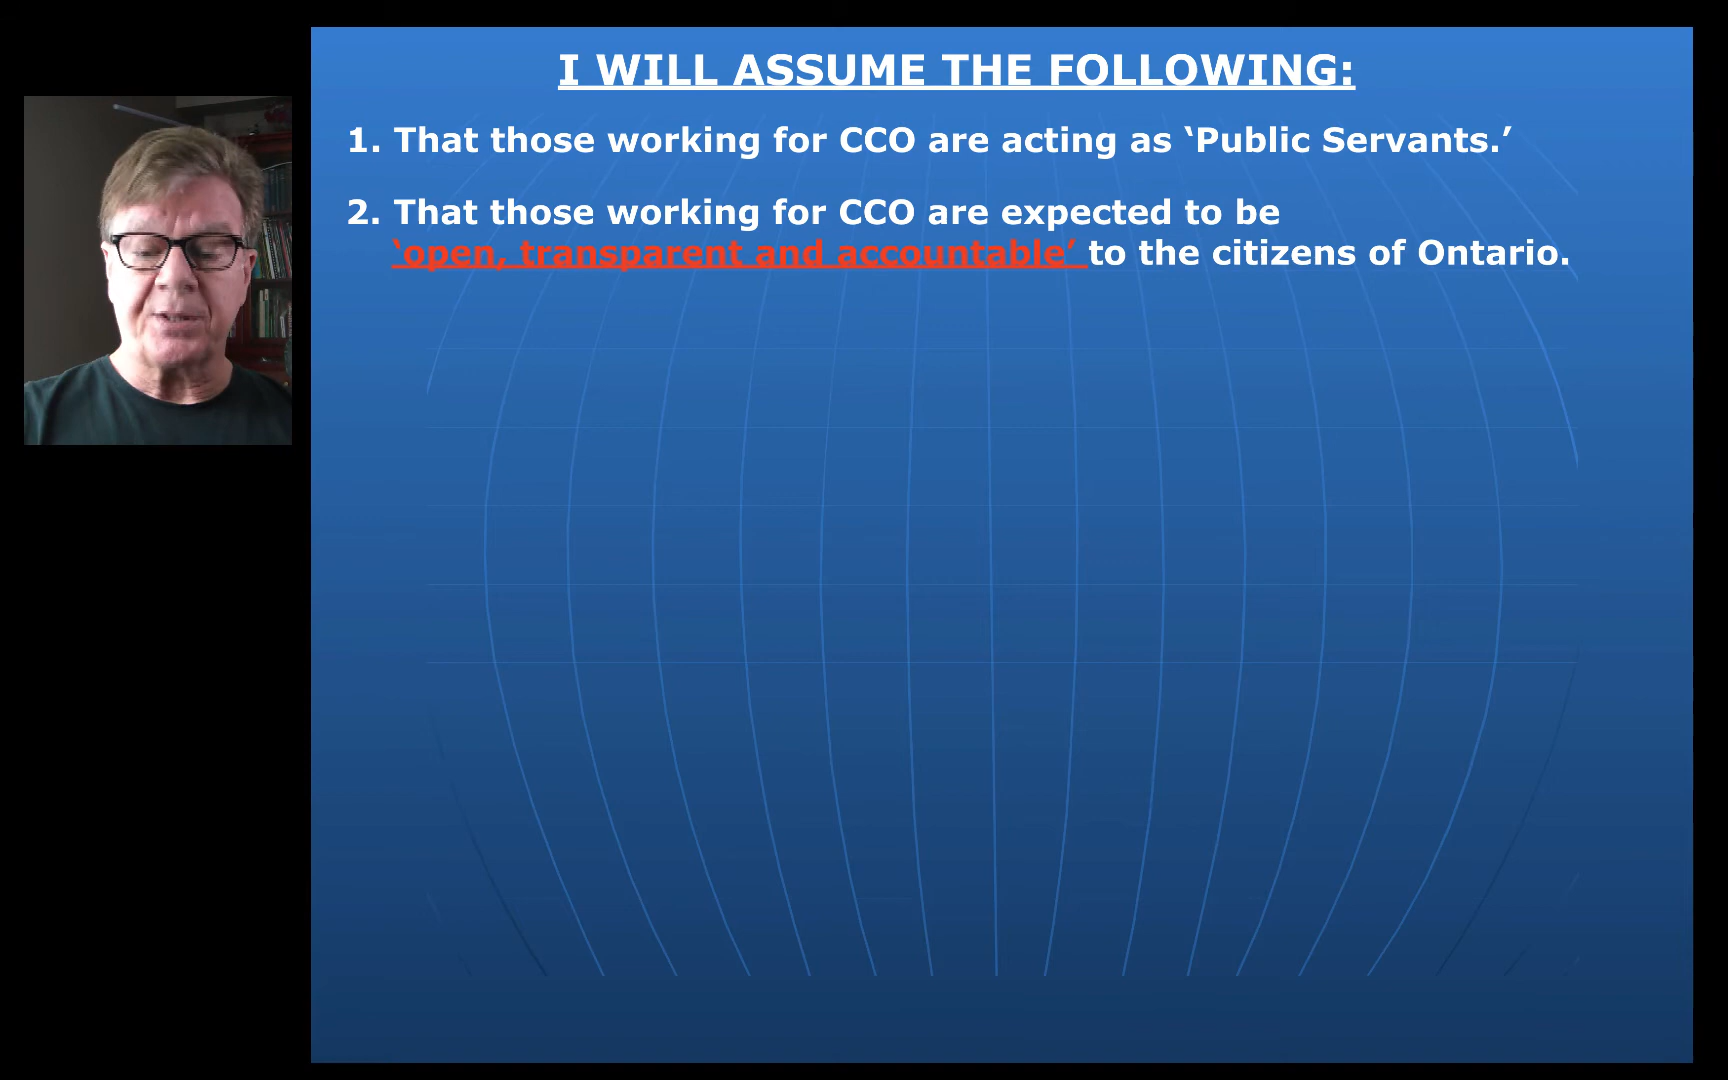 I WILL ASSUME THE FOLLOWING:
1. That those working for CCO are acting as ‘Public Servants.’
2. That those working for CCO are expected to be
‘open, transparent and accountable’ to the citizens of Ontario.